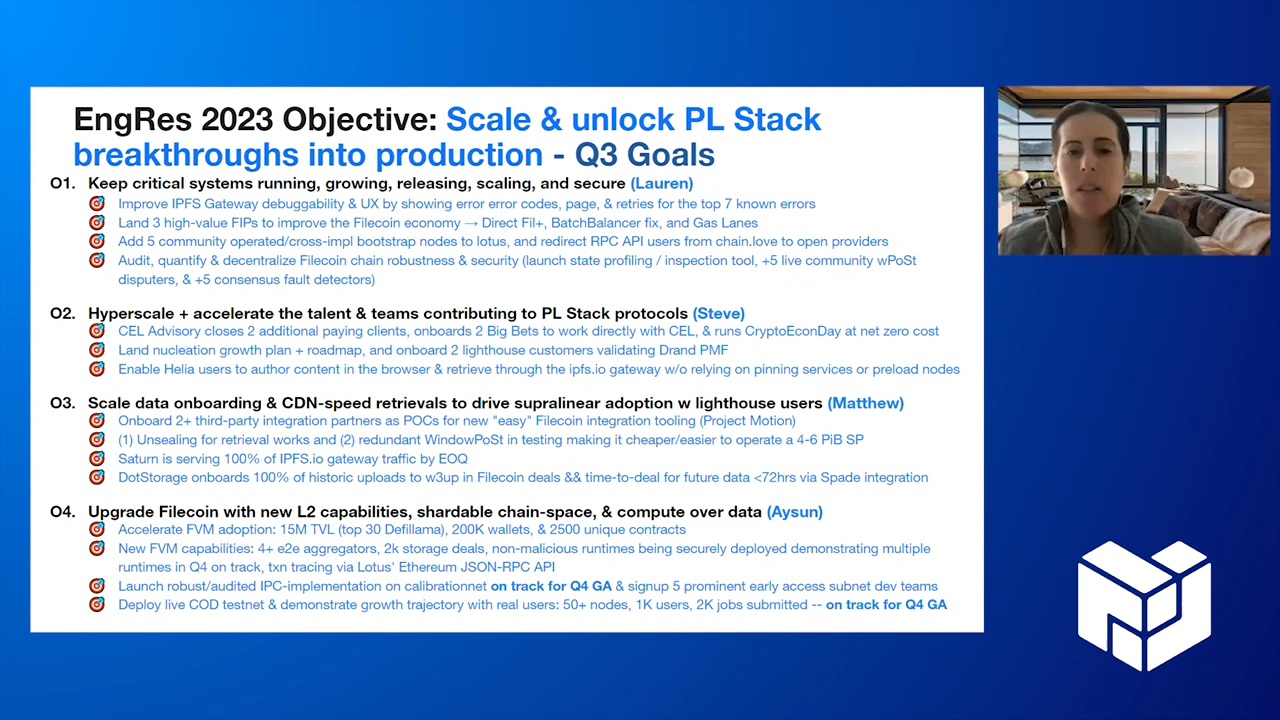 EngRes 2023 Objective: Scale & unlock PL Stack
breakthroughs into production - Q3 Goals
O1. Keep critical systems running, growing, releasing, scaling, and secure (Lauren)
Improve IPFS Gateway debuggability & UX by showing error error codes, page, & retries for the top 7 known errors
Land 3 high-value FIPs to improve the Filecoin economy → Direct Fil+, BatchBalancer fix, and Gas Lanes
Add 5 community operated/cross-impl bootstrap nodes to lotus, and redirect RPC API users from chain.love to open providers
Audit, quantify & decentralize Filecoin chain robustness & security (launch state profiling / inspection tool, +5 live community wPoSt
disputers, & +5 consensus fault detectors)
O2. Hyperscale + accelerate the talent & teams contributing to PL Stack protocols (Steve)
CEL Advisory closes 2 additional paying clients, onboards 2 Big Bets to work directly with CEL, & runs CryptoEconDay at net zero cost
Land nucleation growth plan + roadmap, and onboard 2 lighthouse customers validating Drand PMF
Enable Helia users to author content in the browser & retrieve through the ipfs.io gateway w/o relying on pinning services or preload nodes
O3. Scale data onboarding & CDN-speed retrievals to drive supralinear adoption w lighthouse users (Matthew)
Onboard 2+ third-party integration partners as POCs for new "easy" Filecoin integration tooling (Project Motion)
(1) Unsealing for retrieval works and (2) redundant WindowPoSt in testing making it cheaper/easier to operate a 4-6 PiB SP
Saturn is serving 100% of IPFS.io gateway traffic by EOQ
DotStorage onboards 100% of historic uploads to w3up in Filecoin deals && time-to-deal for future data <72hrs via Spade integration
O4. Upgrade Filecoin with new L2 capabilities, shardable chain-space, & compute over data (Aysun)
Accelerate FVM adoption: 15M TVL (top 30 Defillama), 200K wallets, & 2500 unique contracts
New FVM capabilities: 4+ e2e aggregators, 2k storage deals, non-malicious runtimes being securely deployed demonstrating multiple
runtimes in Q4 on track, txn tracing via Lotus' Ethereum JSON-RPC API
Launch robust/audited IPC-implementation on calibrationnet on track for Q4 GA & signup 5 prominent early access subnet dev teams
Deploy live COD testnet & demonstrate growth trajectory with real users: 50+ nodes, 1K users, 2K jobs submitted -- on track for Q4 GA